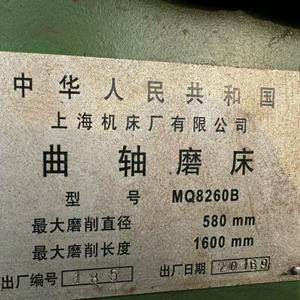 中华人民共和国
上海机床厂有限公司
曲轴磨床
型号 MQ8260B
最大磨削直径 580 mm
最大磨削长度 1600 mm
出厂编号 185 出厂日期